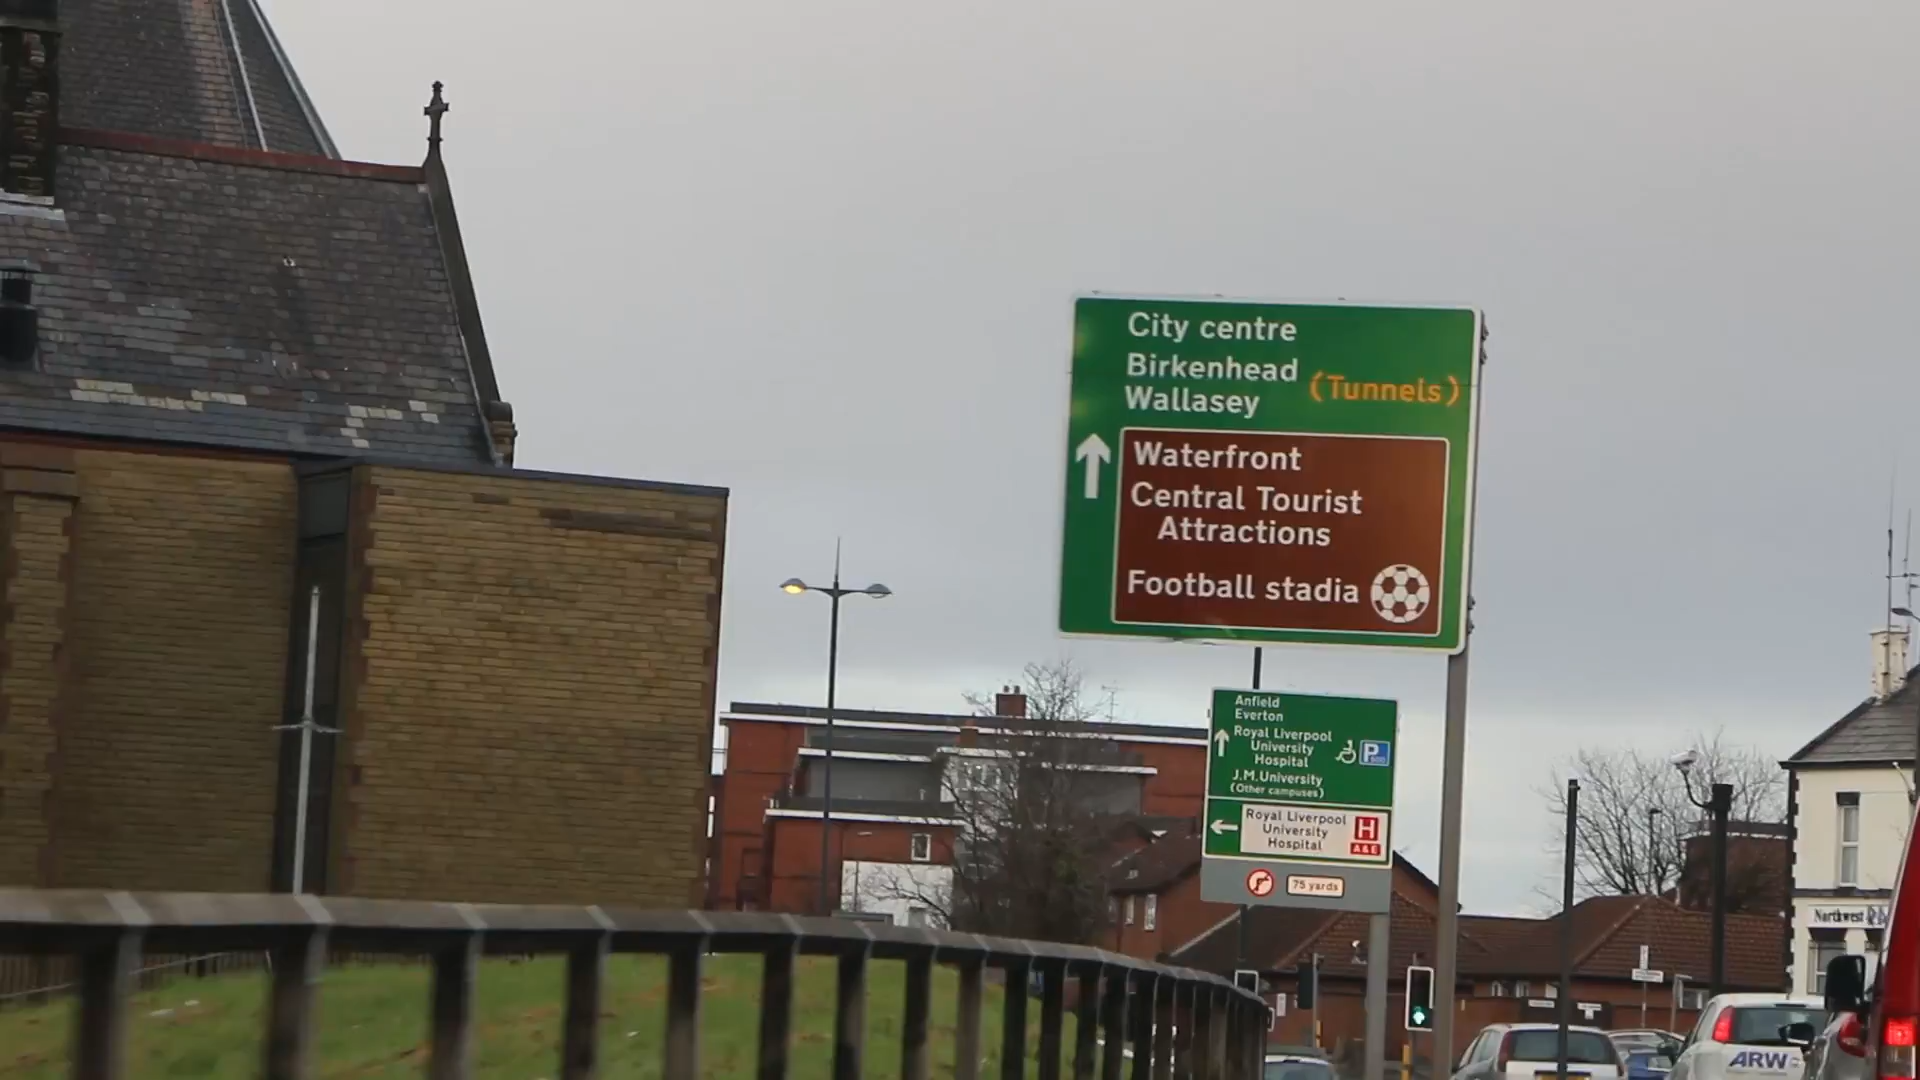 City centre
Birkenhead
Wallasey
(Tunnels)
Waterfront
Central Tourist
Attractions
Football stadia
Anfield
Everton
Royal Liverpool
University
Hospital
P
J.M.University
(Other campuses)
Royal Liverpool
University
Hospital
H
A&E
75 yards
Northwest
ARW